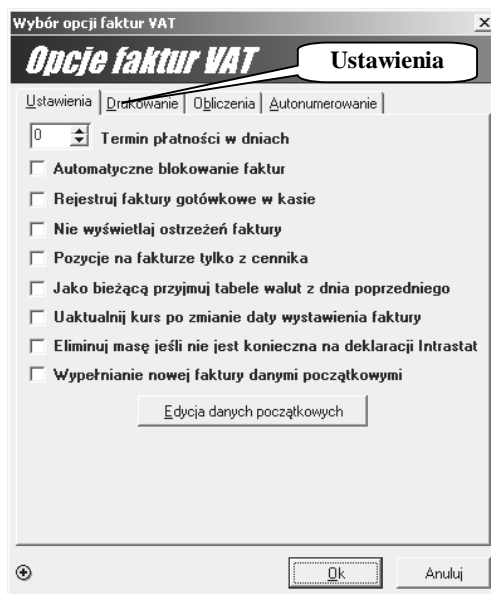 Wybór opcji faktur VAT
Opcje faktur VAT
Ustawienia
Ustawienia Drukowanie Obliczenia Autonumerowanie
0 Termin płatności w dniach
Automatyczne blokowanie faktur
Rejestruj faktury gotówkowe w kasie
Nie wyświetlaj ostrzeżeń faktury
Pozycje na fakturze tylko z cennika
Jako bieżącą przyjmuj tabele walut z dnia poprzedniego
Uaktualnij kurs po zmianie daty wystawienia faktury
Eliminuj masę jeśli nie jest konieczna na deklaracji Intrastat
Wypełnianie nowej faktury danymi początkowymi
Edycja danych początkowych
Ok Anuluj